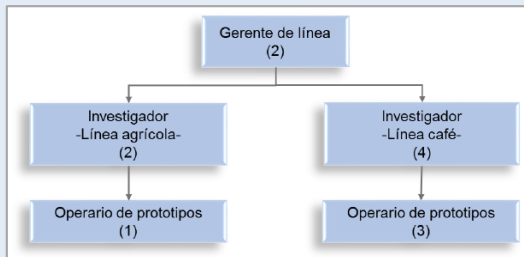 Gerente de línea
(2)
Investigador
-Línea agrícola-
(2)
Investigador
-Línea café-
(4)
Operario de prototipos
(1)
Operario de prototipos
(3)